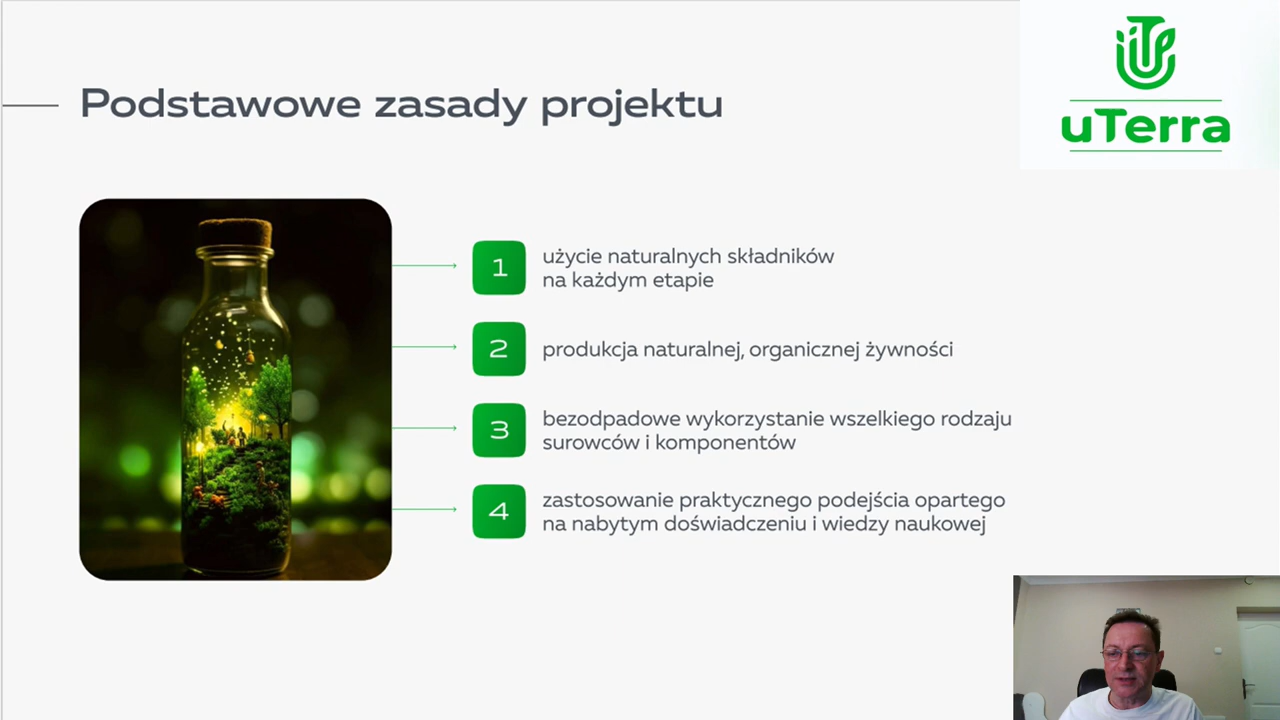 Podstawowe zasady projektu
uTerra
1
użycie naturalnych składników
na każdym etapie
2
produkcja naturalnej, organicznej żywności
3
bezodpadowe wykorzystanie wszelkiego rodzaju
surowców i komponentów
4
zastosowanie praktycznego podejścia opartego
na nabytym doświadczeniu i wiedzy naukowej